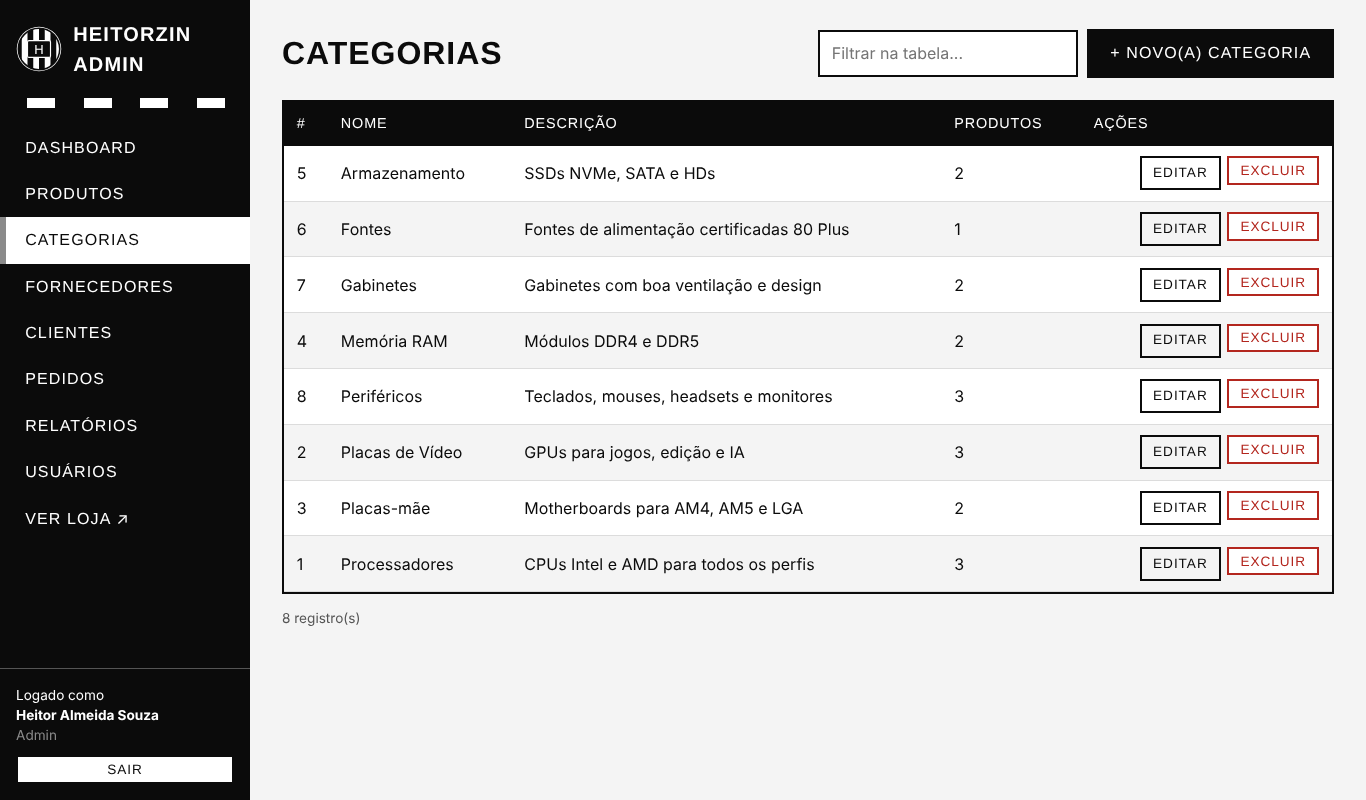 H
HEITORZIN
ADMIN
DASHBOARD
PRODUTOS
CATEGORIAS
FORNECEDORES
CLIENTES
PEDIDOS
RELATÓRIOS
USUÁRIOS
VER LOJA ↗
Logado como
Heitor Almeida Souza
Admin
SAIR
CATEGORIAS
Filtrar na tabela...
+ NOVO(A) CATEGORIA
# NOME DESCRIÇÃO PRODUTOS AÇÕES
5 Armazenamento SSDs NVMe, SATA e HDs 2 EDITAR EXCLUIR
6 Fontes Fontes de alimentação certificadas 80 Plus 1 EDITAR EXCLUIR
7 Gabinetes Gabinetes com boa ventilação e design 2 EDITAR EXCLUIR
4 Memória RAM Módulos DDR4 e DDR5 2 EDITAR EXCLUIR
8 Periféricos Teclados, mouses, headsets e monitores 3 EDITAR EXCLUIR
2 Placas de Vídeo GPUs para jogos, edição e IA 3 EDITAR EXCLUIR
3 Placas-mãe Motherboards para AM4, AM5 e LGA 2 EDITAR EXCLUIR
1 Processadores CPUs Intel e AMD para todos os perfis 3 EDITAR EXCLUIR
8 registro(s)